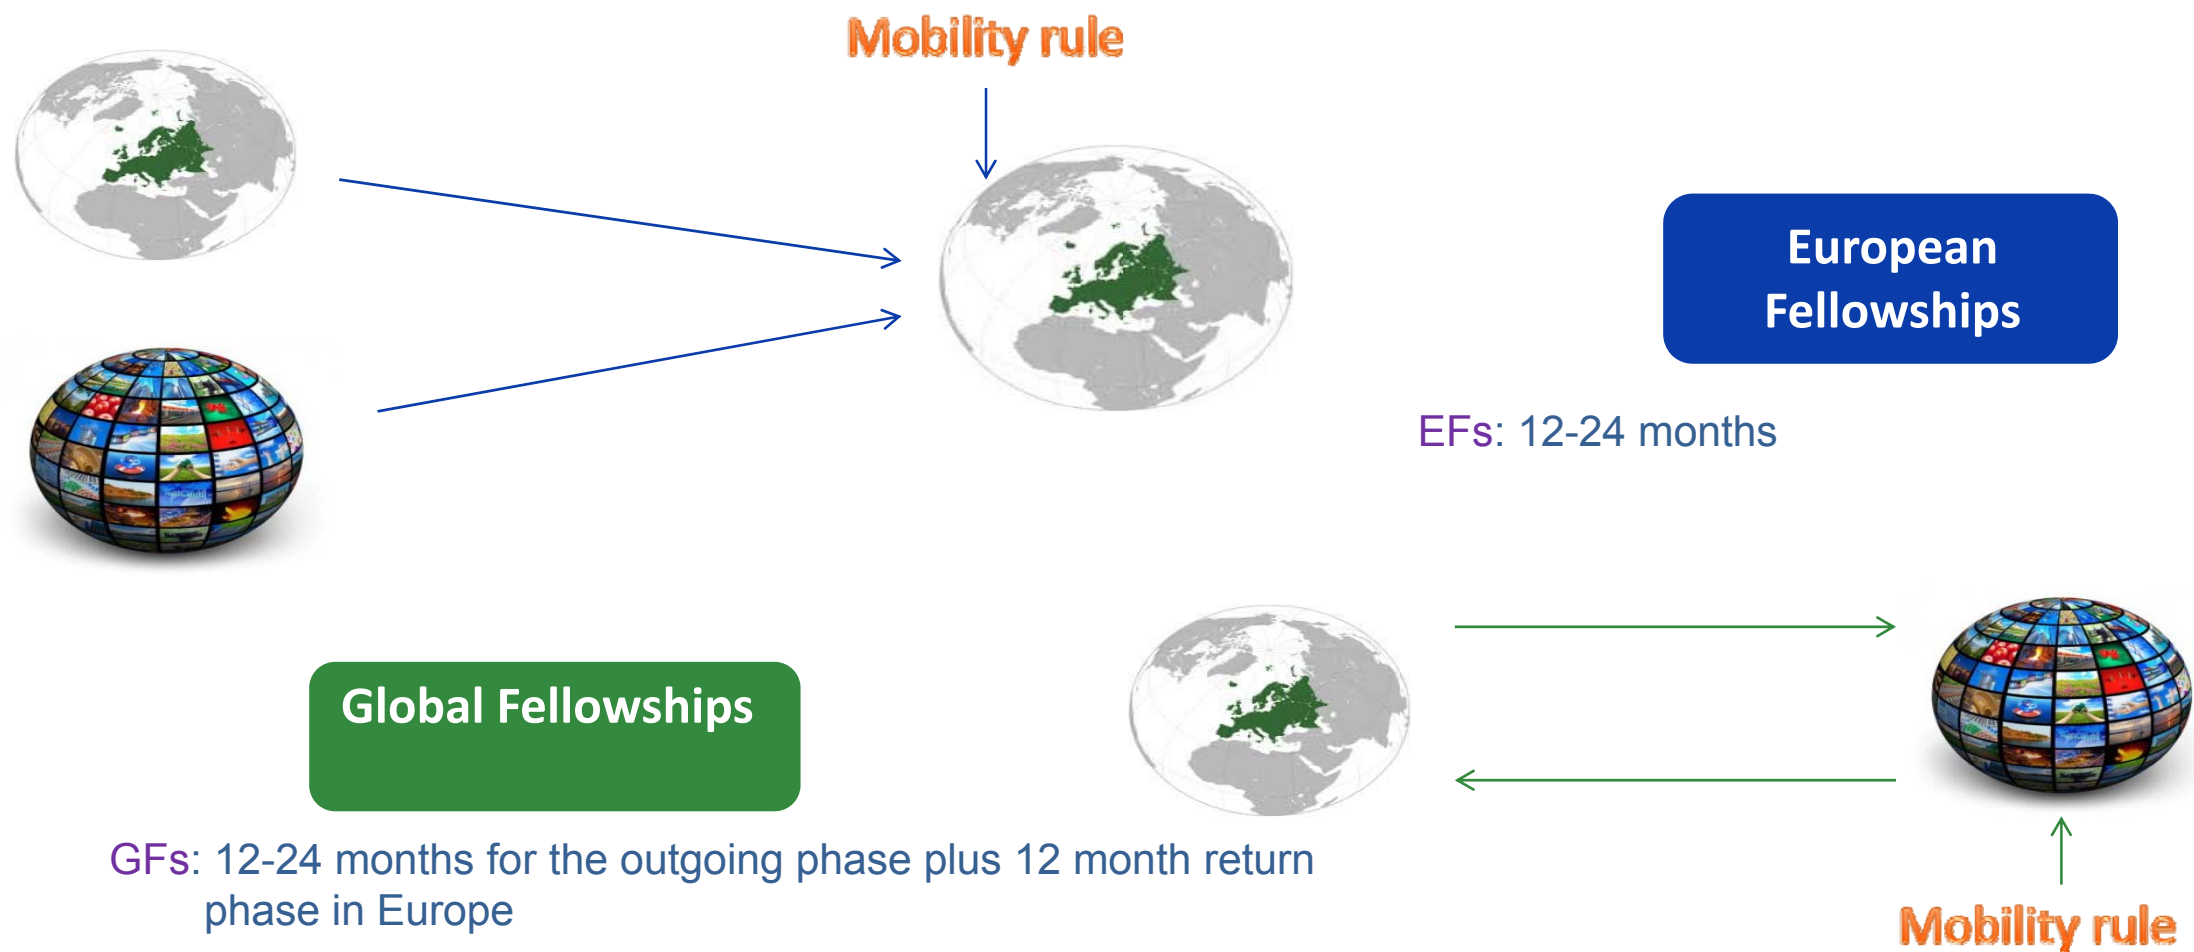 Mobility rule
European
Fellowships
EFs: 12-24 months
Global Fellowships
GFs: 12-24 months for the outgoing phase plus 12 month return
phase in Europe
Mobility rule